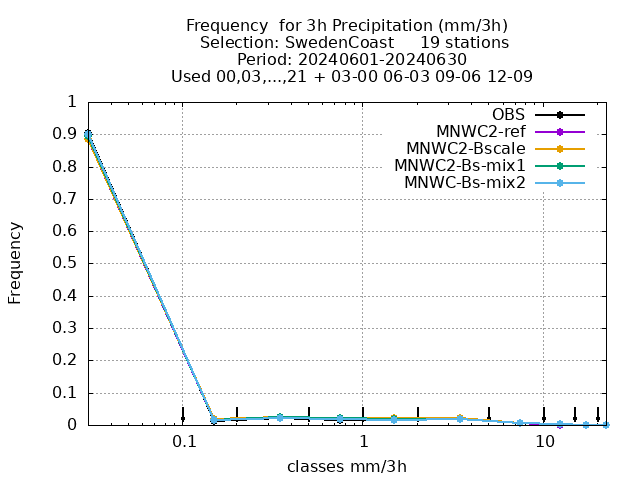 Frequency  for 3h Precipitation (mm/3h)
Selection: SwedenCoast     19 stations
Period: 20240601-20240630
Used 00,03,...,21 + 03-00 06-03 09-06 12-09
OBS
MNWC2-ref
MNWC2-Bscale
MNWC2-Bs-mix1
MNWC-Bs-mix2
Frequency
1
0.9
0.8
0.7
0.6
0.5
0.4
0.3
0.2
0.1
0
0.1 1 10
classes mm/3h